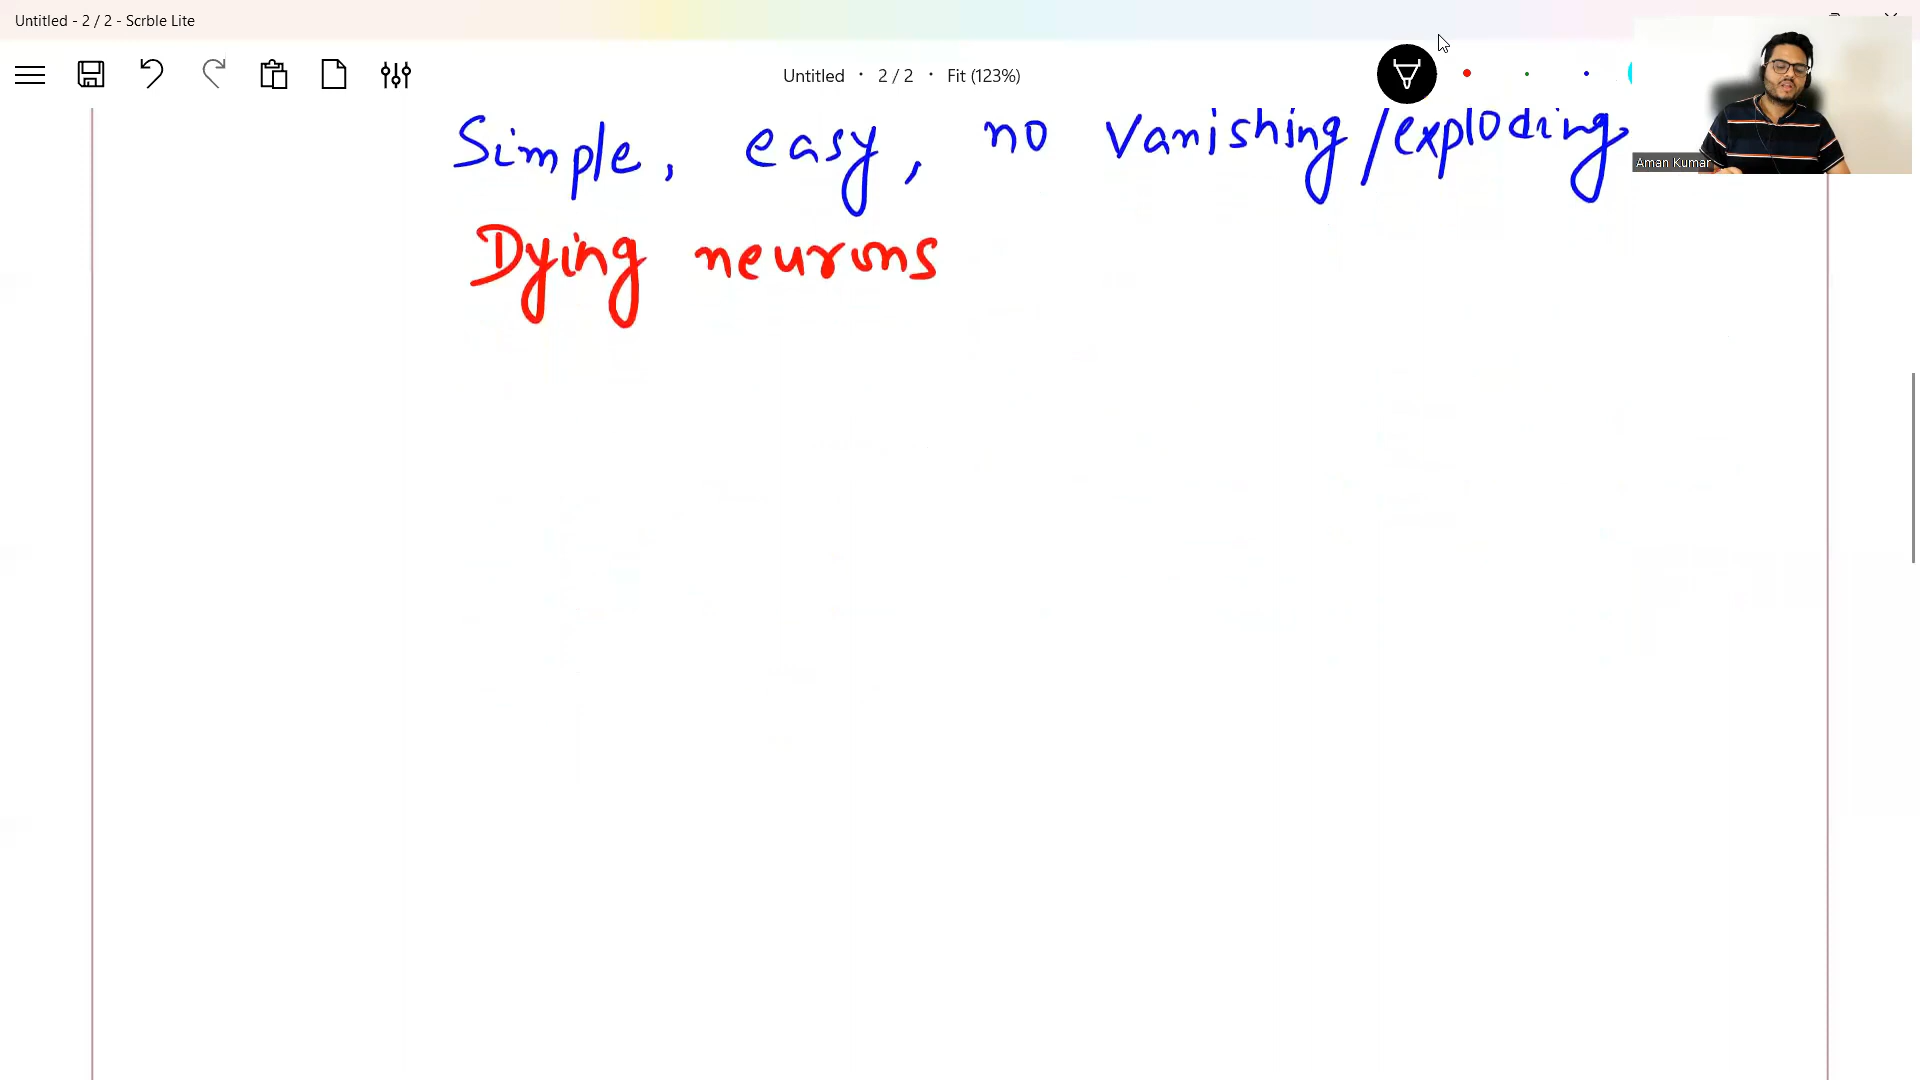 Untitled - 2 / 2 - Scrble Lite
Untitled • 2 / 2 • Fit (123%)
Simple, easy, no vanishing/exploding
Aman Kumar
Dying neurons